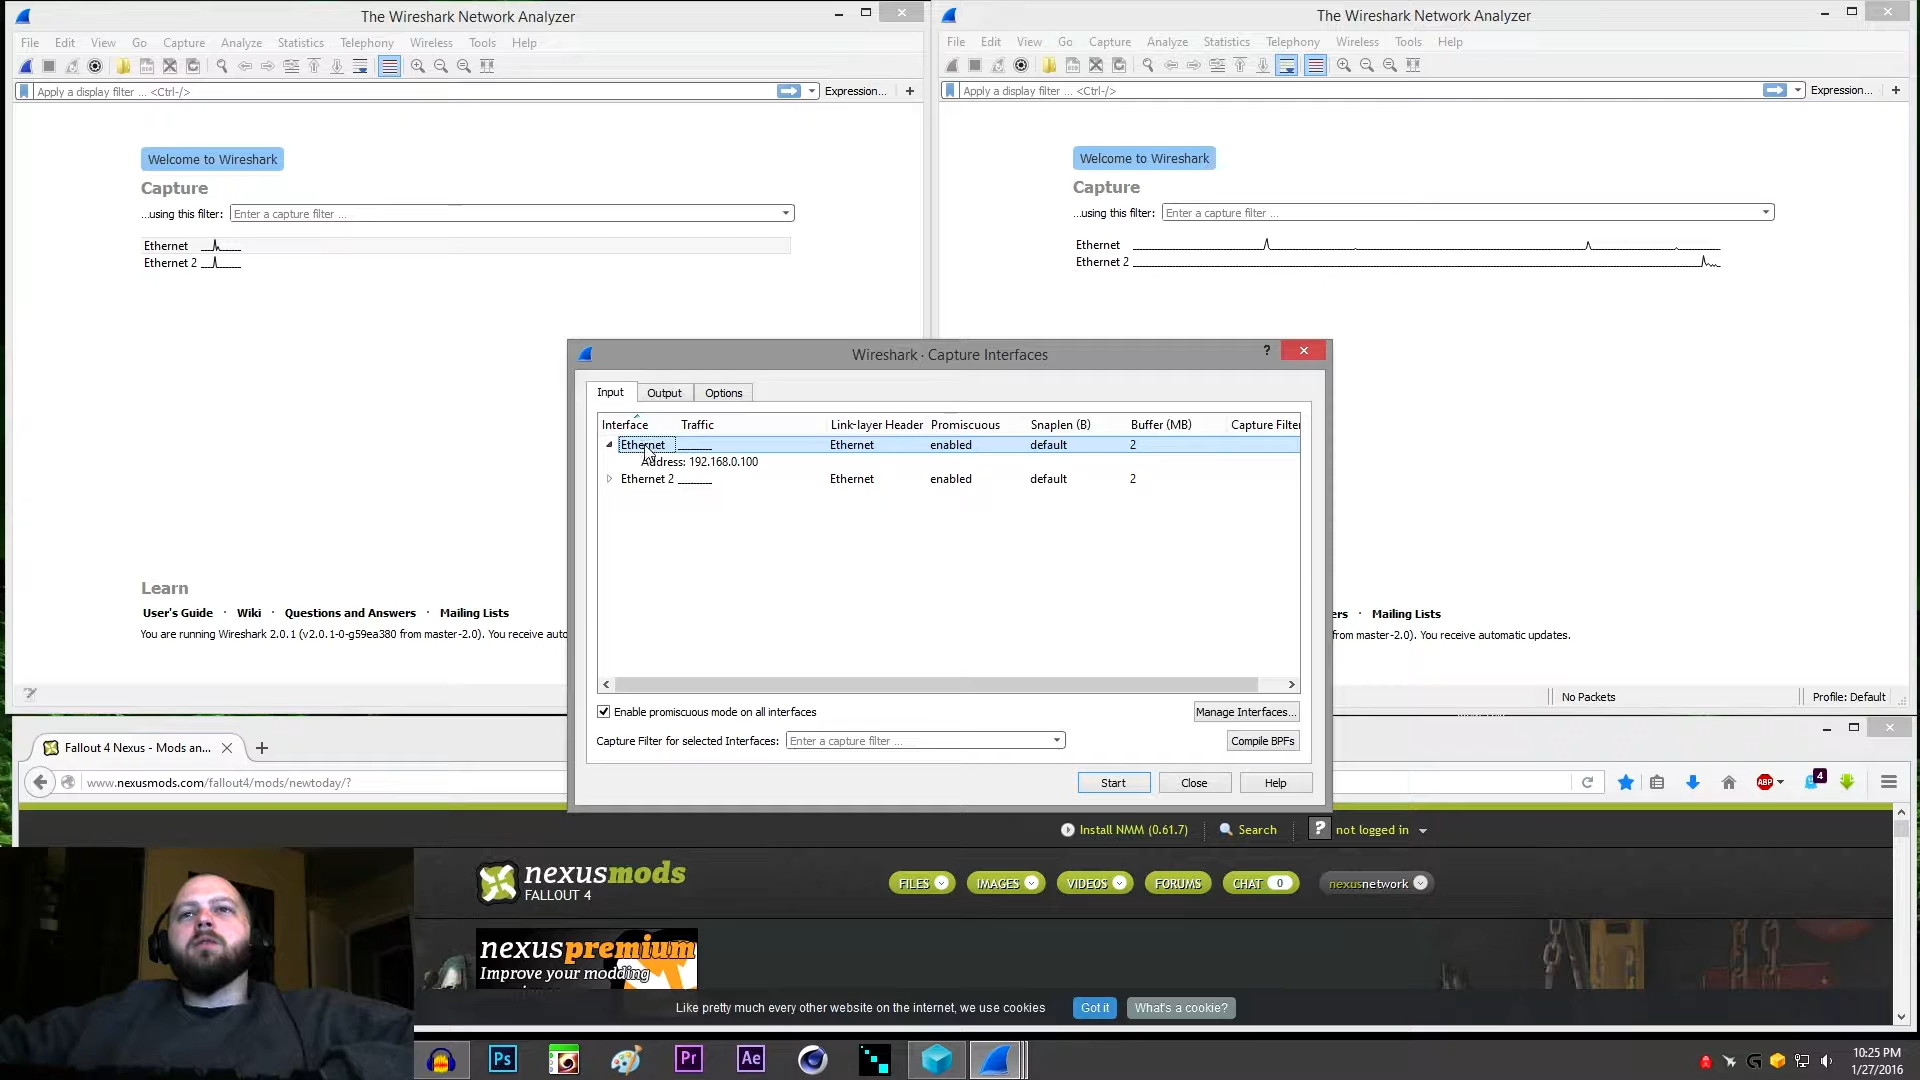 The Wireshark Network Analyzer
File Edit View Go Capture Analyze Statistics Telephony Wireless Tools Help
Apply a display filter ... <Ctrl-/>
Expression... +
Welcome to Wireshark
Capture
...using this filter: Enter a capture filter ...
Ethernet
Ethernet 2
Learn
User's Guide · Wiki · Questions and Answers · Mailing Lists
You are running Wireshark 2.0.1 (v2.0.1-0-g59ea380 from master-2.0). You receive auto
The Wireshark Network Analyzer
File Edit View Go Capture Analyze Statistics Telephony Wireless Tools Help
Apply a display filter ... <Ctrl-/>
Expression... +
Welcome to Wireshark
Capture
...using this filter: Enter a capture filter ...
Ethernet
Ethernet 2
ers · Mailing Lists
from master-2.0). You receive automatic updates.
No Packets
Profile: Default
Wireshark · Capture Interfaces
Input Output Options
Interface Traffic Link-layer Header Promiscuous Snaplen (B) Buffer (MB) Capture Filter
Ethernet Ethernet enabled default 2
Address: 192.168.0.100
Ethernet 2 Ethernet enabled default 2
Enable promiscuous mode on all interfaces
Manage Interfaces...
Capture Filter for selected Interfaces: Enter a capture filter ...
Compile BPFs
Start Close Help
Fallout 4 Nexus - Mods an...
www.nexusmods.com/fallout4/mods/newtoday/?
ABP
4
Install NMM (0.61.7) Search ? not logged in
nexusmods
FALLOUT 4
FILES IMAGES VIDEOS FORUMS CHAT 0 nexusnetwork
nexuspremium
Improve your modding
Like pretty much every other website on the internet, we use cookies Got it What's a cookie?
Ps Pr Ae
10:25 PM
1/27/2016